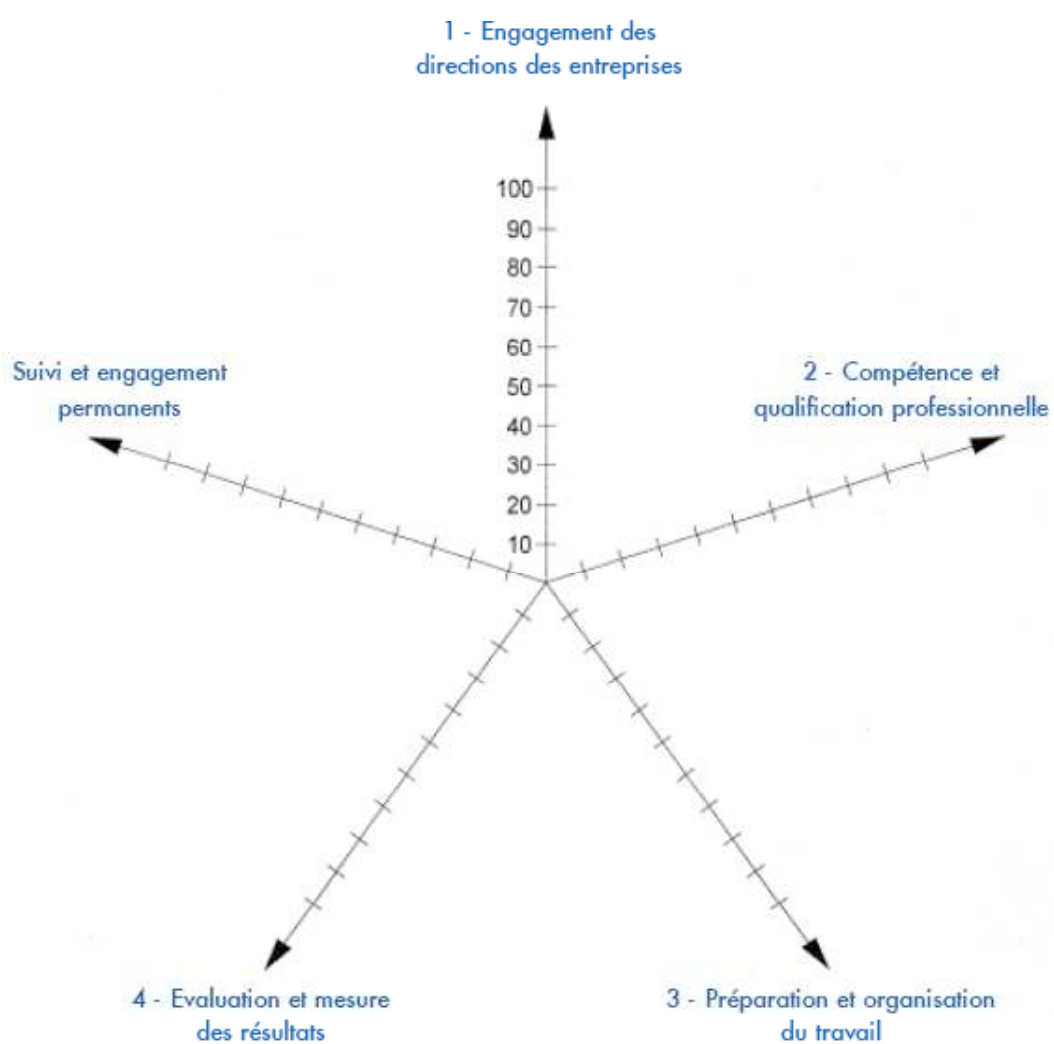 1 - Engagement des
directions des entreprises
100
90
80
70
60
50
40
30
20
10
Suivi et engagement
permanents
2 - Compétence et
qualification professionnelle
4 - Evaluation et mesure
des résultats
3 - Préparation et organisation
du travail